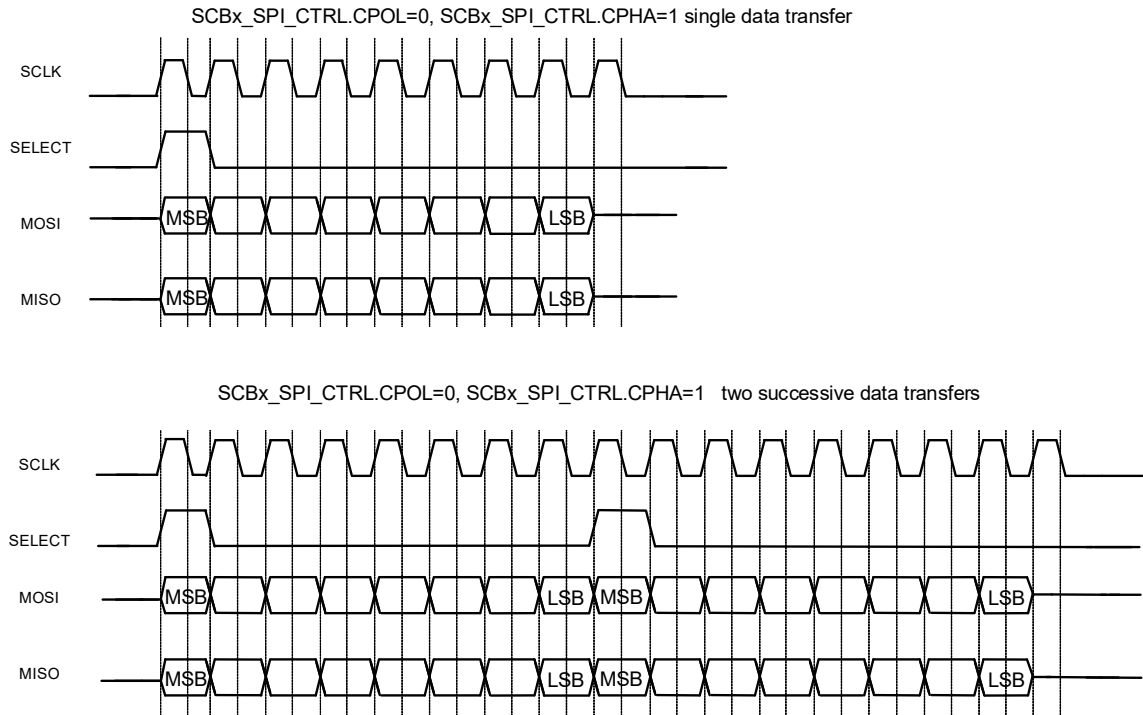 SCBx_SPI_CTRL.CPOL=0, SCBx_SPI_CTRL.CPHA=1 single data transfer
SCLK
SELECT
MOSI
MSB
LSB
MISO
MSB
LSB
SCBx_SPI_CTRL.CPOL=0, SCBx_SPI_CTRL.CPHA=1 two successive data transfers
SCLK
SELECT
MOSI
MSB
LSB
MSB
LSB
MISO
MSB
LSB
MSB
LSB